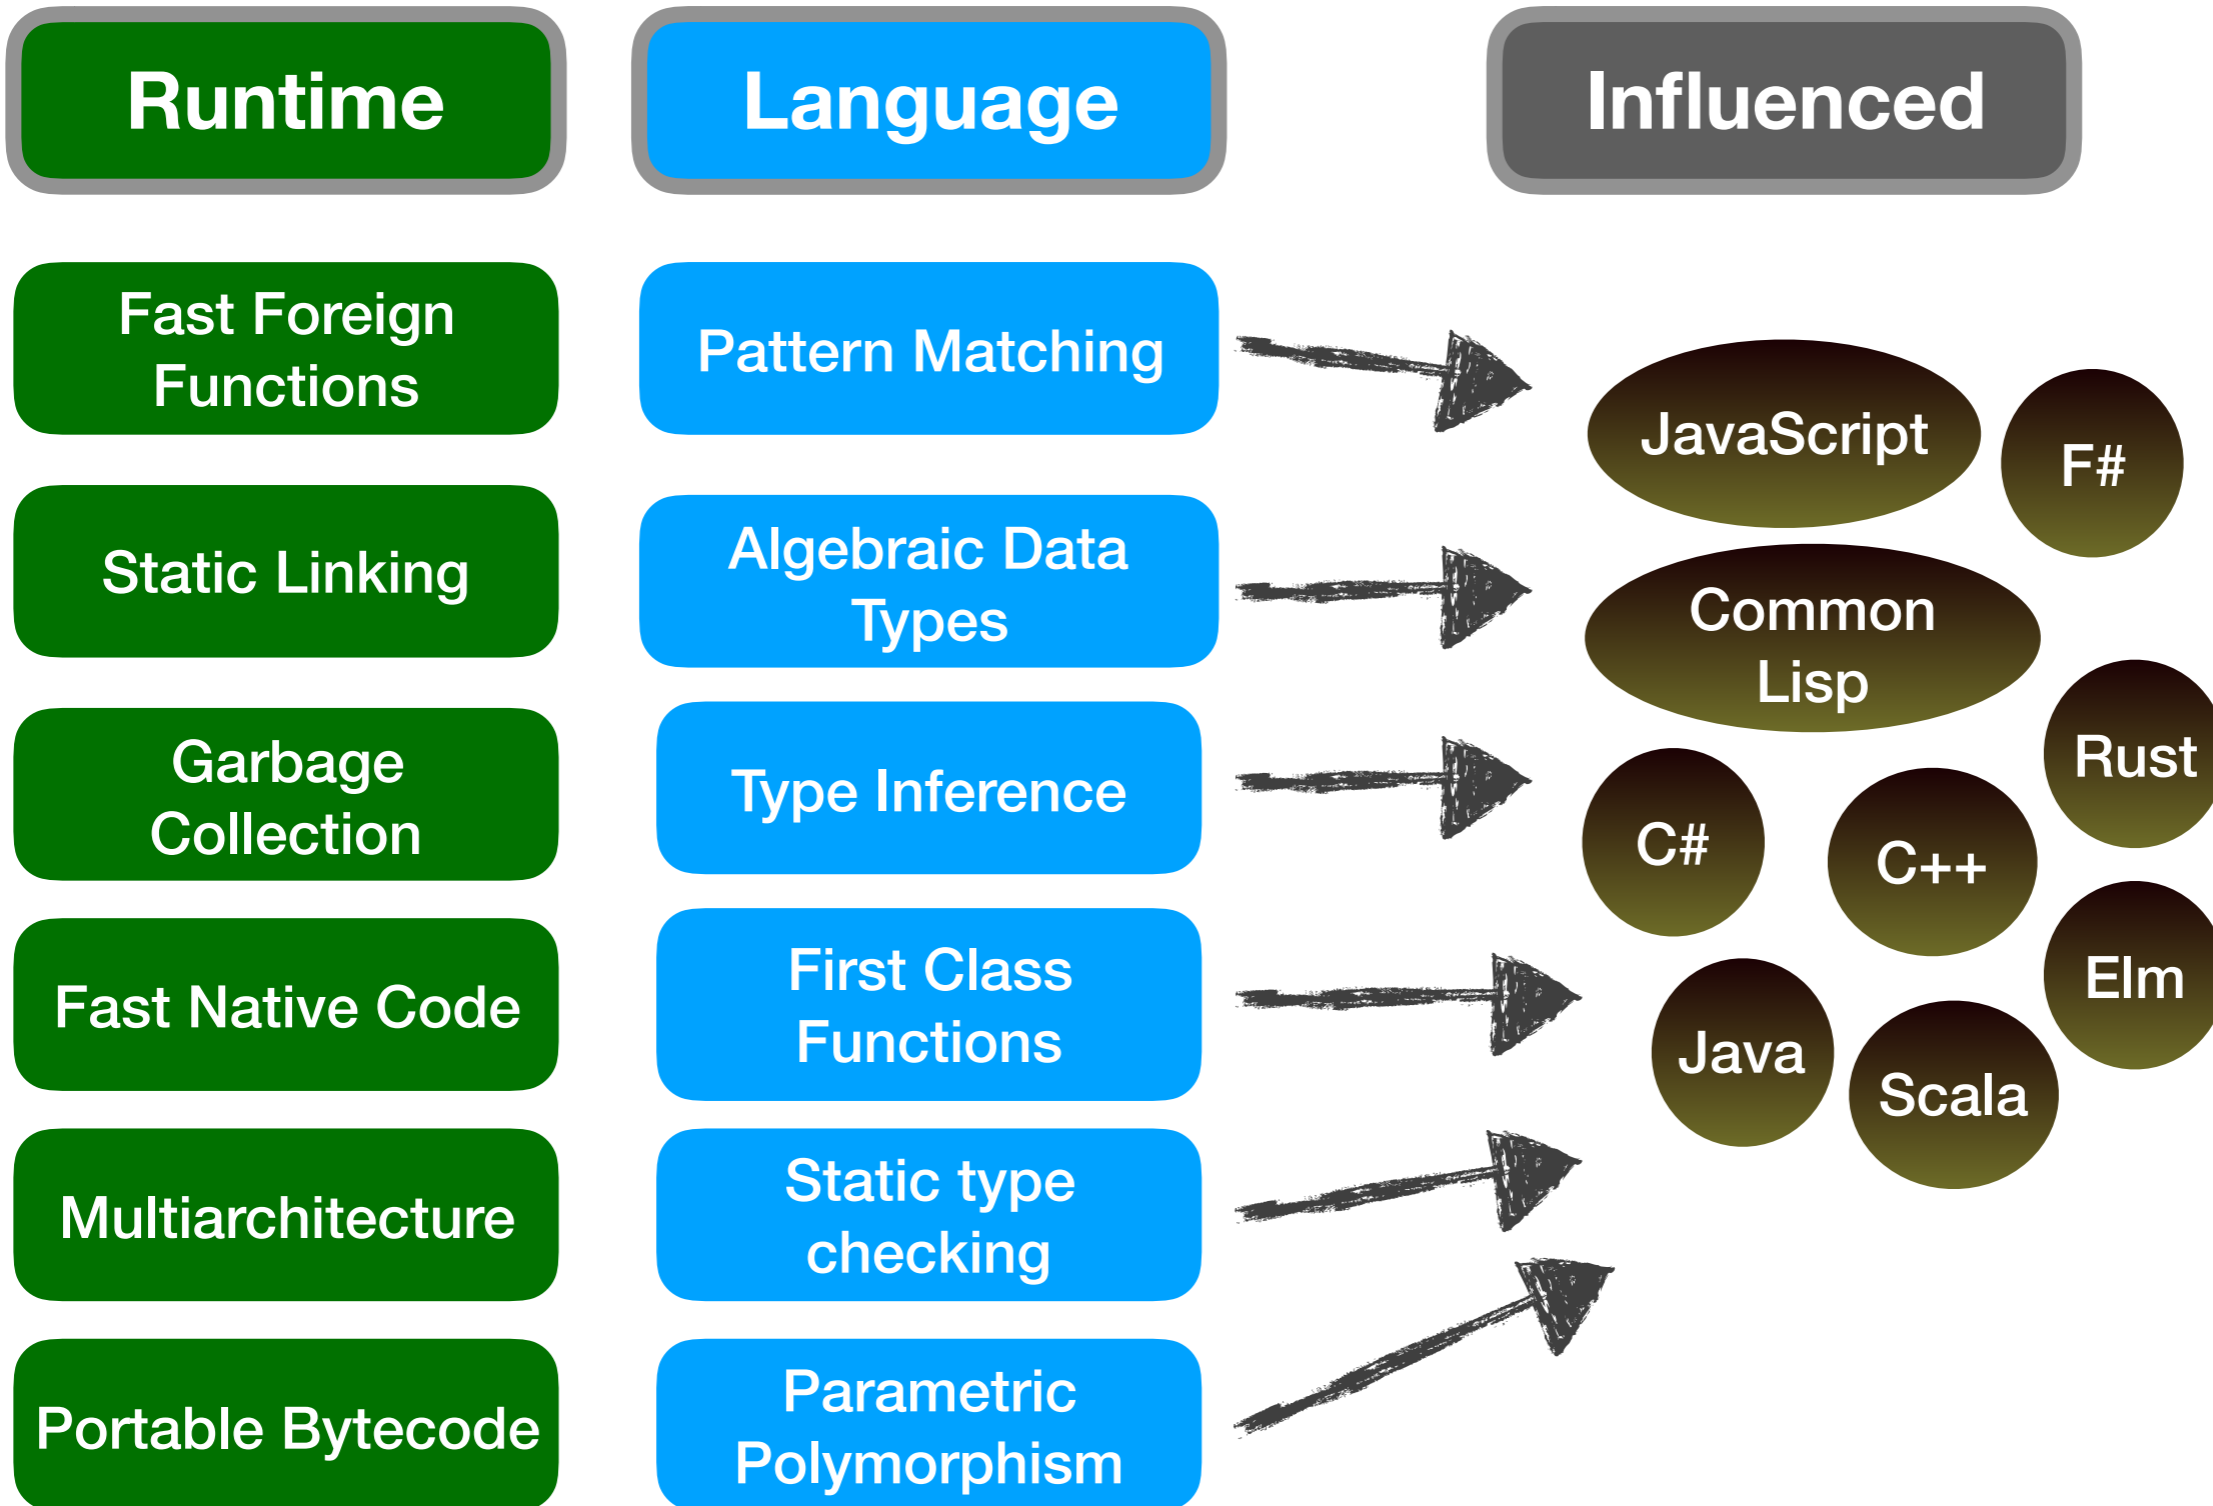 Runtime
Language
Influenced
Fast Foreign
Functions
Static Linking
Garbage
Collection
Fast Native Code
Multiarchitecture
Portable Bytecode
Pattern Matching
Algebraic Data
Types
Type Inference
First Class
Functions
Static type
checking
Parametric
Polymorphism
JavaScript
F#
Common
Lisp
Rust
C#
C++
Elm
Java
Scala